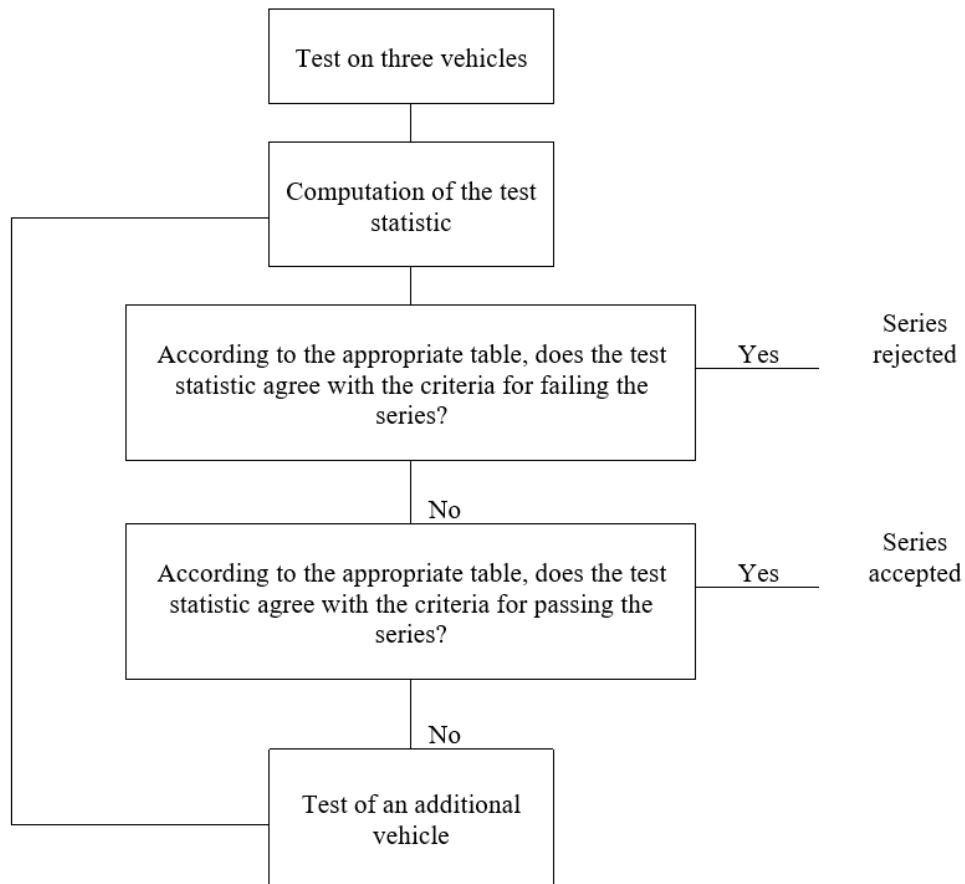 Test on three vehicles
Computation of the test
statistic
According to the appropriate table, does the test
statistic agree with the criteria for failing the
series?
Yes
Series
rejected
No
According to the appropriate table, does the test
statistic agree with the criteria for passing the
series?
Yes
Series
accepted
No
Test of an additional
vehicle